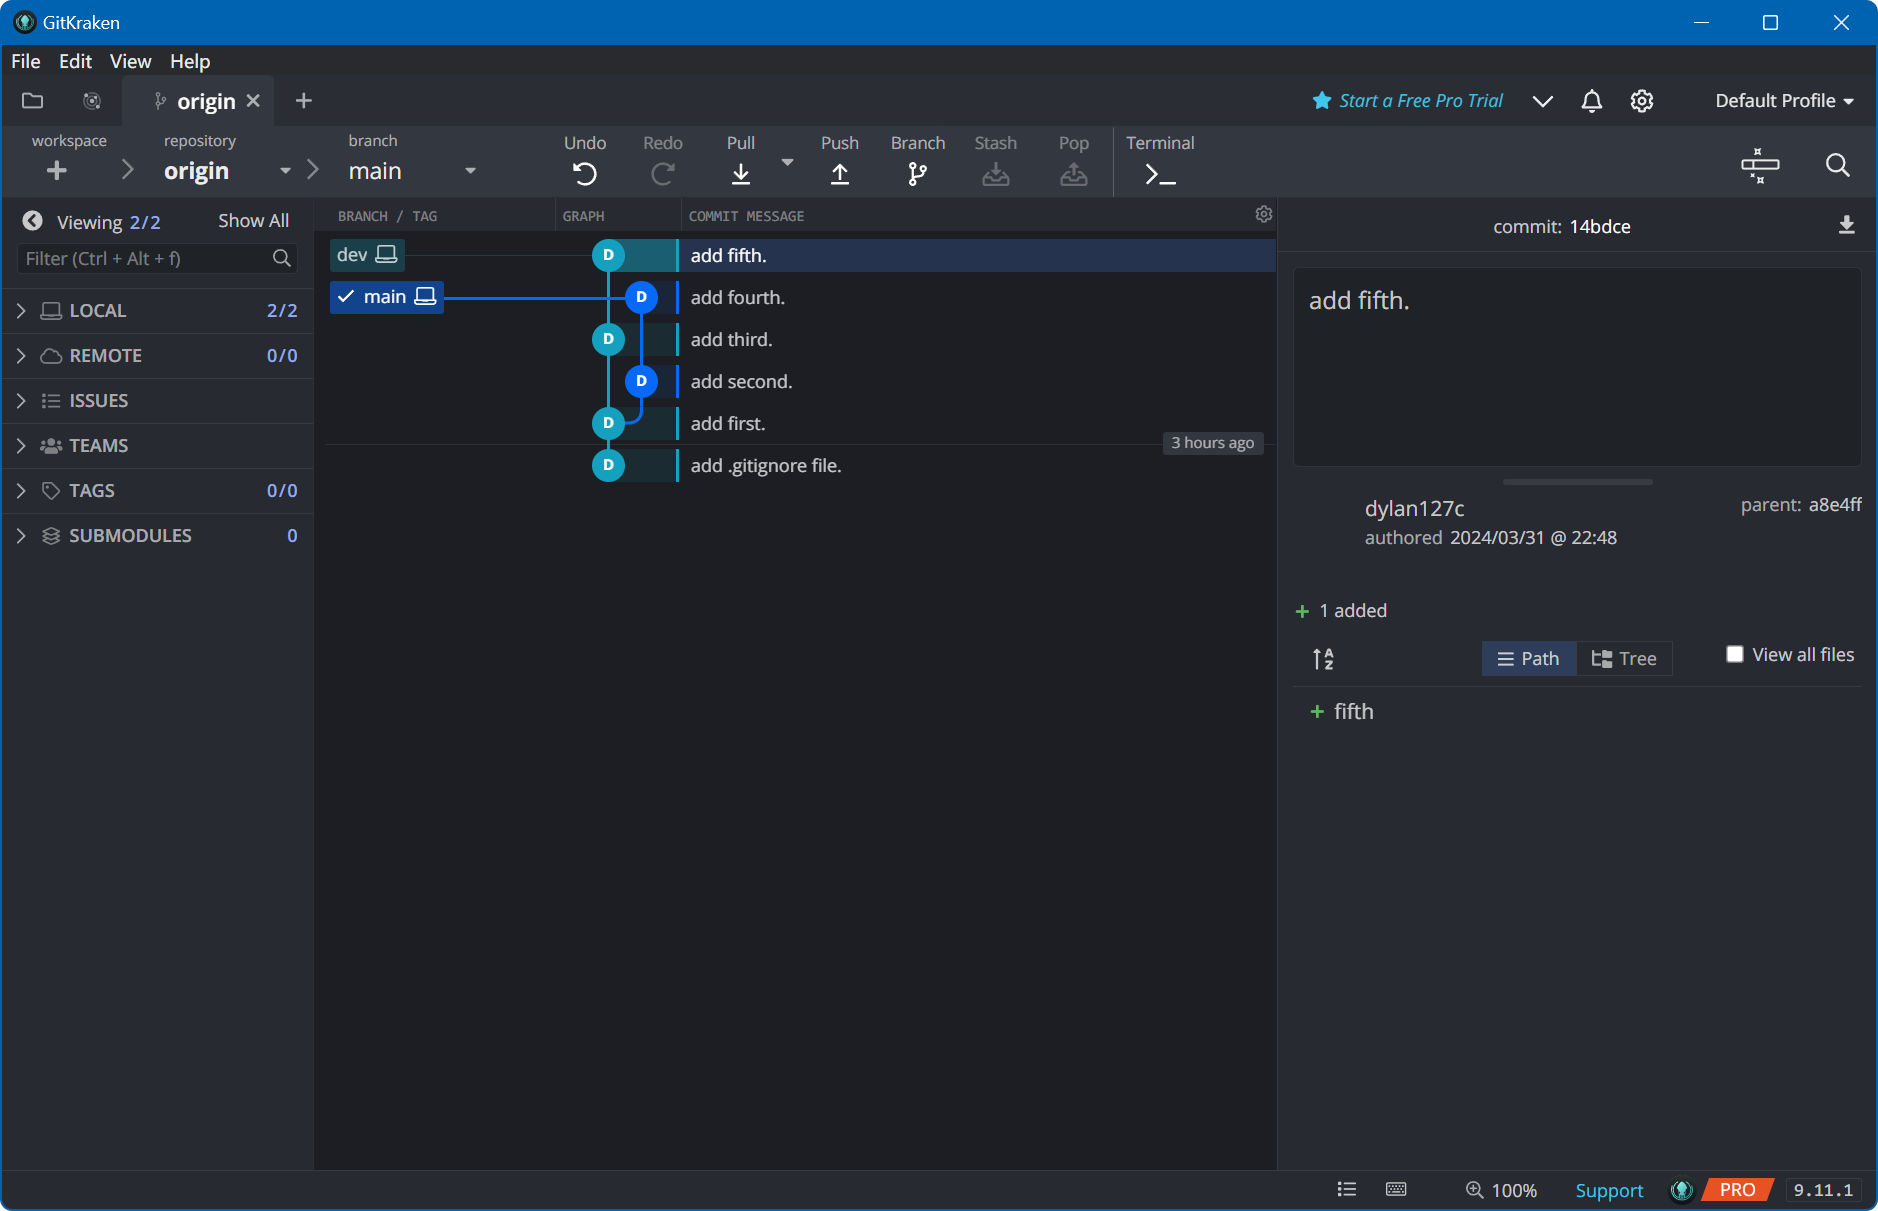 GitKraken
File Edit View Help
origin
Start a Free Pro Trial
Default Profile
workspace
repository
origin
branch
main
Undo
Redo
Pull
Push
Branch
Stash
Pop
Terminal
Viewing 2/2 Show All
Filter (Ctrl + Alt + f)
LOCAL 2/2
REMOTE 0/0
ISSUES
TEAMS
TAGS 0/0
SUBMODULES 0
BRANCH / TAG GRAPH COMMIT MESSAGE
dev D add fifth.
main D add fourth.
D add third.
D add second.
D add first.
3 hours ago
D add .gitignore file.
commit: 14bdce
add fifth.
dylan127c
authored 2024/03/31 @ 22:48
parent: a8e4ff
+ 1 added
A
Z
Path Tree
View all files
+ fifth
100% Support PRO 9.11.1